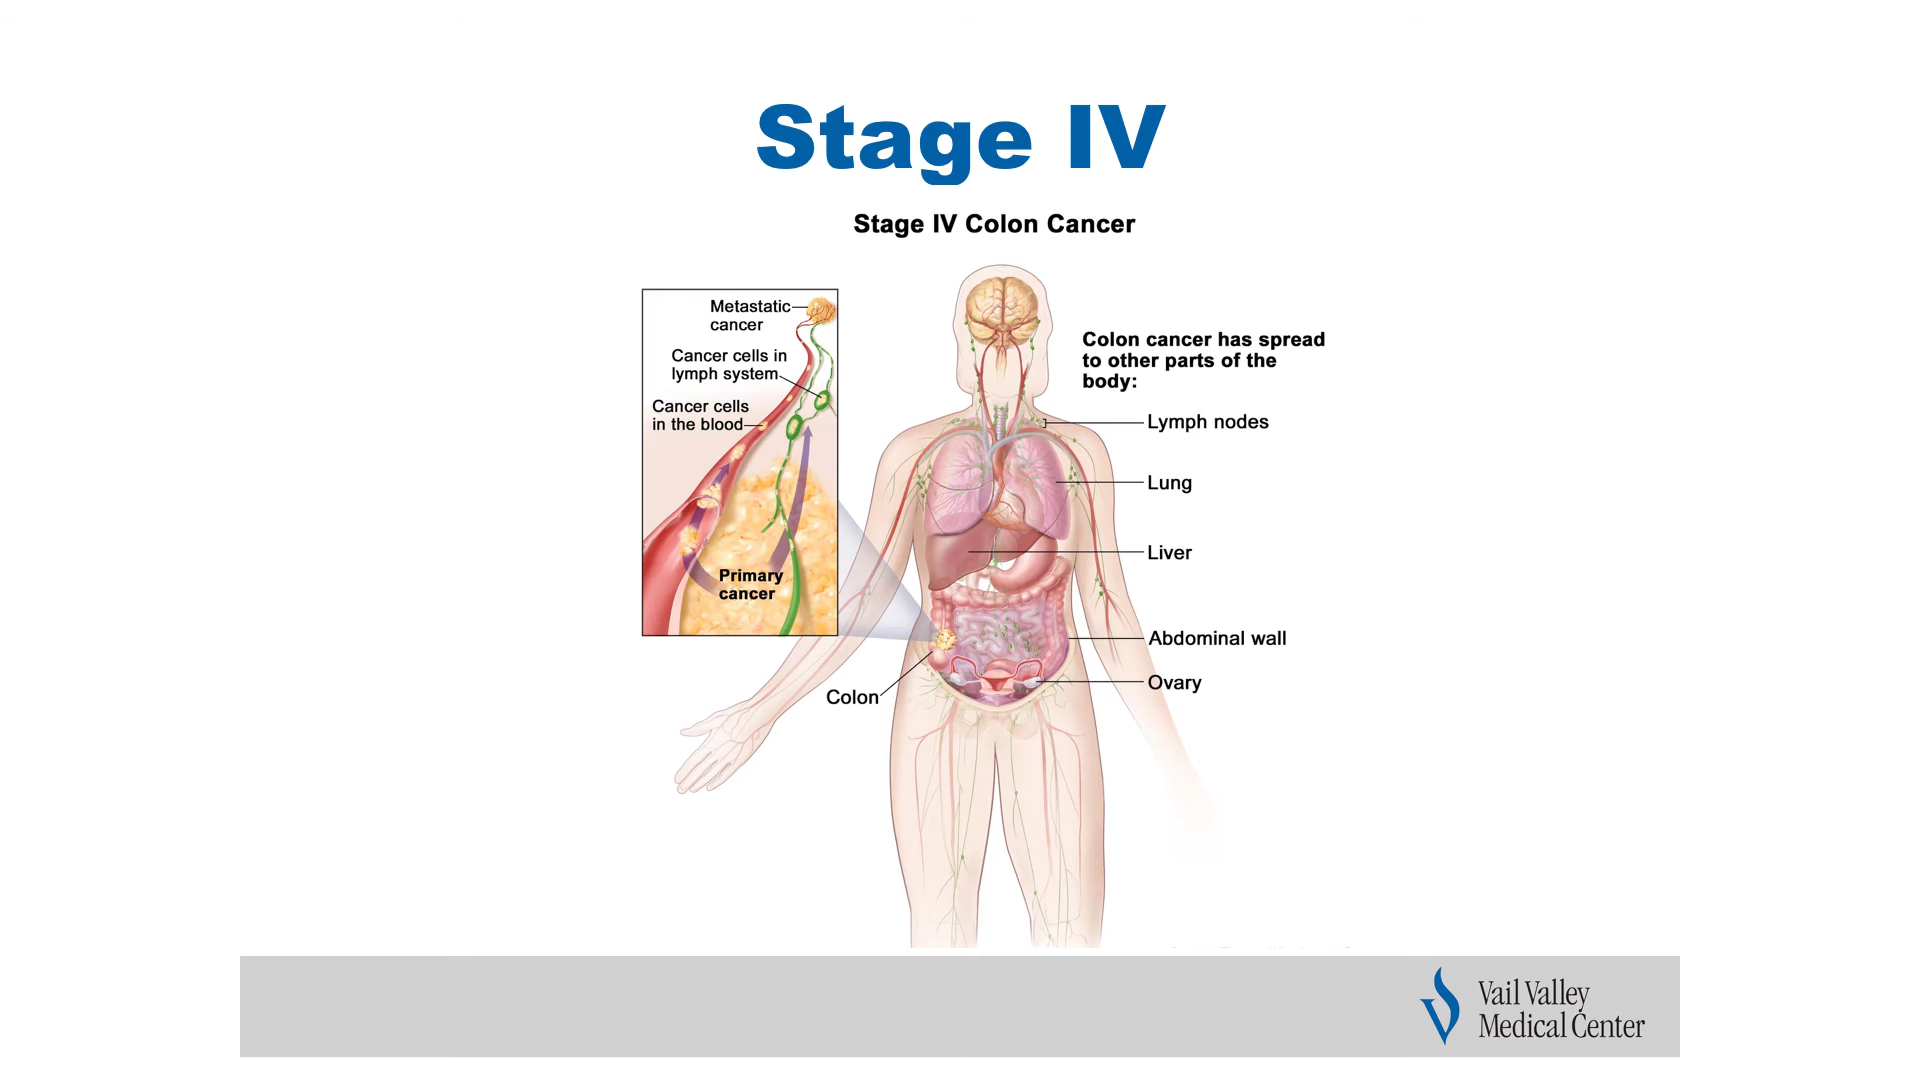 Stage IV
Stage IV Colon Cancer
Metastatic
cancer
Cancer cells in
lymph system
Cancer cells
in the blood
Primary
cancer
Colon
Colon cancer has spread
to other parts of the
body:
Lymph nodes
Lung
Liver
Abdominal wall
Ovary
Vail Valley
Medical Center